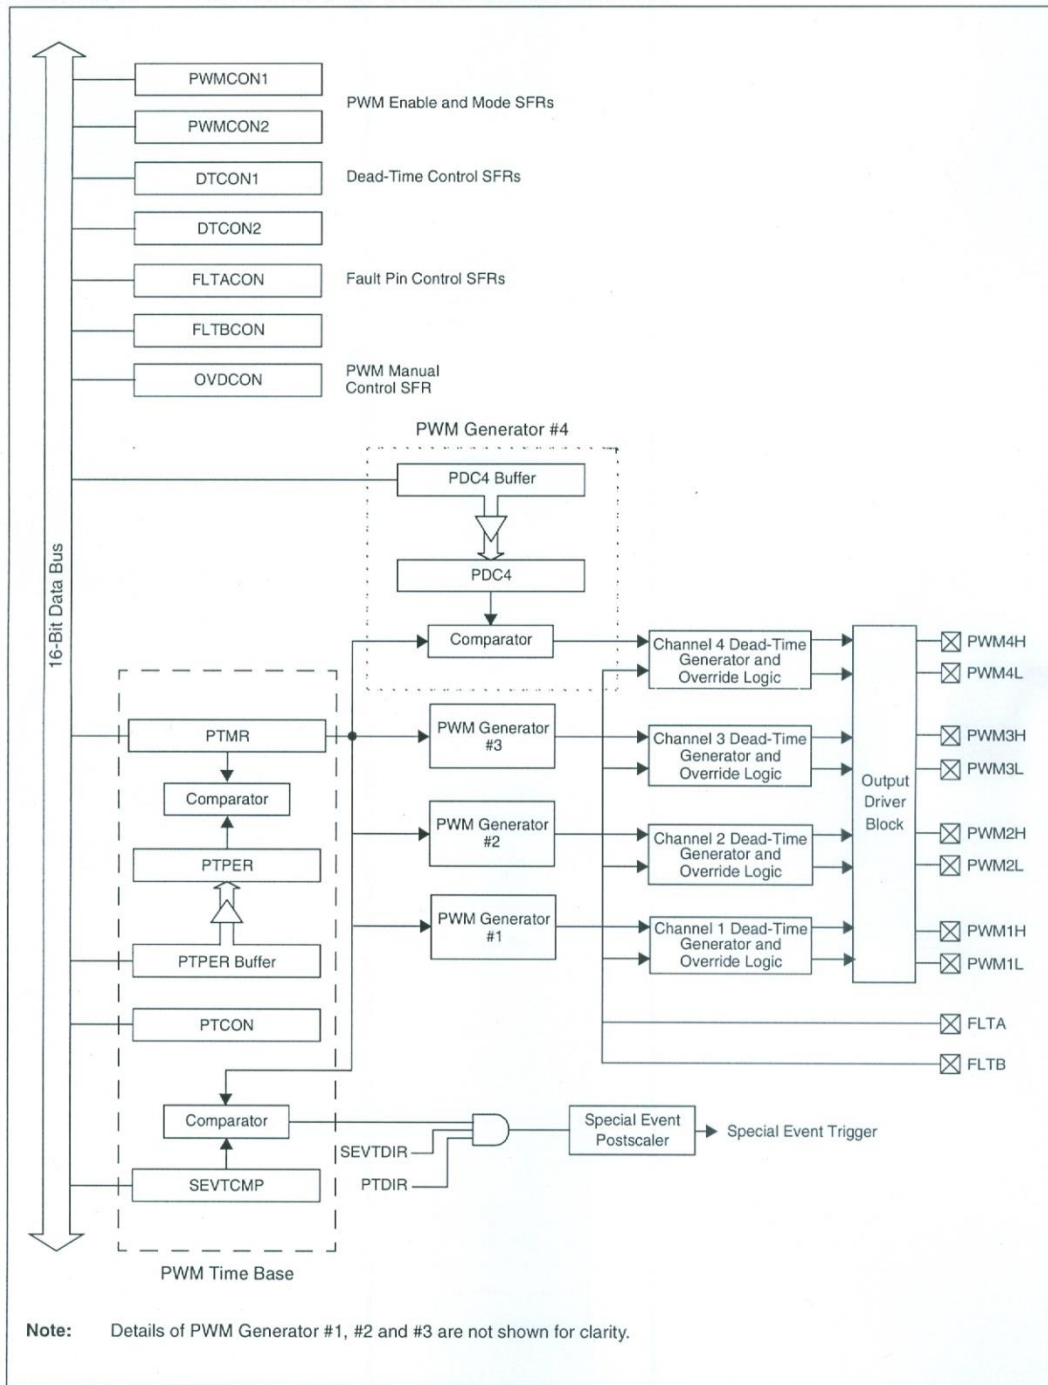 PWMCON1
PWM Enable and Mode SFRs
PWMCON2
DTCON1
Dead-Time Control SFRs
DTCON2
FLTACON
Fault Pin Control SFRs
FLTBCON
OVDCON
PWM Manual
Control SFR
PWM Generator #4
PDC4 Buffer
PDC4
Comparator
16-Bit Data Bus
Channel 4 Dead-Time
Generator and
Override Logic
PWM4H
PWM4L
PTMR
PWM Generator
#3
Channel 3 Dead-Time
Generator and
Override Logic
PWM3H
PWM3L
Comparator
Output
Driver
Block
PTPER
PWM Generator
#2
Channel 2 Dead-Time
Generator and
Override Logic
PWM2H
PWM2L
PTPER Buffer
PWM Generator
#1
Channel 1 Dead-Time
Generator and
Override Logic
PWM1H
PWM1L
PTCON
FLTA
FLTB
Comparator
SEVTDIR
PTDIR
Special Event
Postscaler
Special Event Trigger
SEVTCMP
PWM Time Base
Note: Details of PWM Generator #1, #2 and #3 are not shown for clarity.